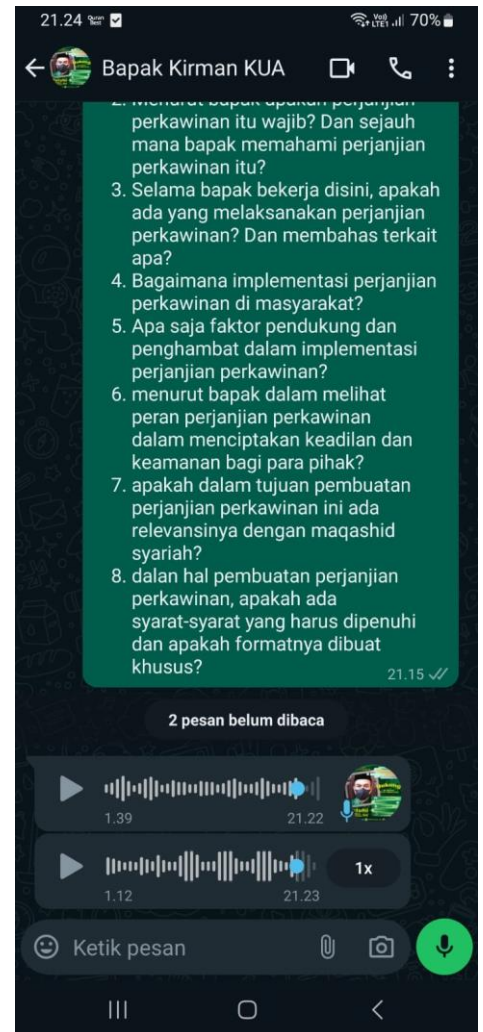 21.24 70%
Bapak Kirman KUA
2. Menurut bapak apakah perjanjian
perkawinan itu wajib? Dan sejauh
mana bapak memahami perjanjian
perkawinan itu?
3. Selama bapak bekerja disini, apakah
ada yang melaksanakan perjanjian
perkawinan? Dan membahas terkait
apa?
4. Bagaimana implementasi perjanjian
perkawinan di masyarakat?
5. Apa saja faktor pendukung dan
penghambat dalam implementasi
perjanjian perkawinan?
6. menurut bapak dalam melihat
peran perjanjian perkawinan
dalam menciptakan keadilan dan
keamanan bagi para pihak?
7. apakah dalam tujuan pembuatan
perjanjian perkawinan ini ada
relevansinya dengan maqashid
syariah?
8. dalan hal pembuatan perjanjian
perkawinan, apakah ada
syarat-syarat yang harus dipenuhi
dan apakah formatnya dibuat
khusus?
21.15
2 pesan belum dibaca
1.39 21.22
1x
1.12 21.23
Ketik pesan